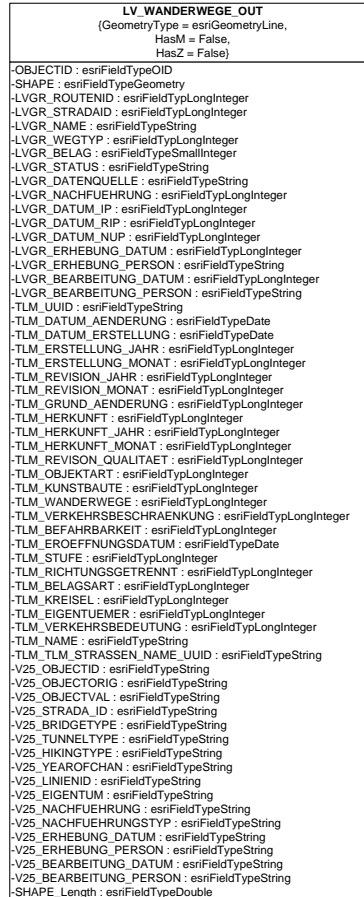 LV_WANDERWEGE_OUT
{GeometryType = esriGeometryLine,
HasM = False,
HasZ = False}
-OBJECTID : esriFieldTypeOID
-SHAPE : esriFieldTypeGeometry
-LVGR_ROUTENID : esriFieldTypLongInteger
-LVGR_STRADAID : esriFieldTypLongInteger
-LVGR_NAME : esriFieldTypeString
-LVGR_WEGTYP : esriFieldTypLongInteger
-LVGR_BELAG : esriFieldTypeSmallInteger
-LVGR_STATUS : esriFieldTypeString
-LVGR_DATENQUELLE : esriFieldTypeString
-LVGR_NACHFUEHRUNG : esriFieldTypLongInteger
-LVGR_DATUM_IP : esriFieldTypLongInteger
-LVGR_DATUM_RIP : esriFieldTypLongInteger
-LVGR_DATUM_NUP : esriFieldTypLongInteger
-LVGR_ERHEBUNG_DATUM : esriFieldTypLongInteger
-LVGR_ERHEBUNG_PERSON : esriFieldTypeString
-LVGR_BEARBEITUNG_DATUM : esriFieldTypLongInteger
-LVGR_BEARBEITUNG_PERSON : esriFieldTypeString
-TLM_UUID : esriFieldTypeString
-TLM_DATUM_AENDERUNG : esriFieldTypeDate
-TLM_DATUM_ERSTELLUNG : esriFieldTypeDate
-TLM_ERSTELLUNG_JAHR : esriFieldTypLongInteger
-TLM_ERSTELLUNG_MONAT : esriFieldTypLongInteger
-TLM_REVISION_JAHR : esriFieldTypLongInteger
-TLM_REVISION_MONAT : esriFieldTypLongInteger
-TLM_GRUND_AENDERUNG : esriFieldTypLongInteger
-TLM_HERKUNFT : esriFieldTypLongInteger
-TLM_HERKUNFT_JAHR : esriFieldTypLongInteger
-TLM_HERKUNFT_MONAT : esriFieldTypLongInteger
-TLM_REVISON_QUALITAET : esriFieldTypLongInteger
-TLM_OBJEKTART : esriFieldTypLongInteger
-TLM_KUNSTBAUTE : esriFieldTypLongInteger
-TLM_WANDERWEGE : esriFieldTypLongInteger
-TLM_VERKEHRSBESCHRAENKUNG : esriFieldTypLongInteger
-TLM_BEFAHRBARKEIT : esriFieldTypLongInteger
-TLM_EROEFFNUNGSDATUM : esriFieldTypeDate
-TLM_STUFE : esriFieldTypLongInteger
-TLM_RICHTUNGSGETRENNT : esriFieldTypLongInteger
-TLM_BELAGSART : esriFieldTypLongInteger
-TLM_KREISEL : esriFieldTypLongInteger
-TLM_EIGENTUEMER : esriFieldTypLongInteger
-TLM_VERKEHRSBEDEUTUNG : esriFieldTypLongInteger
-TLM_NAME : esriFieldTypeString
-TLM_TLM_STRASSEN_NAME_UUID : esriFieldTypeString
-V25_OBJECTID : esriFieldTypeString
-V25_OBJECTORIG : esriFieldTypeString
-V25_OBJECTVAL : esriFieldTypeString
-V25_STRADA_ID : esriFieldTypeString
-V25_BRIDGETYPE : esriFieldTypeString
-V25_TUNNELTYPE : esriFieldTypeString
-V25_HIKINGTYPE : esriFieldTypeString
-V25_YEAROFCHAN : esriFieldTypeString
-V25_LINIENID : esriFieldTypeString
-V25_EIGENTUM : esriFieldTypeString
-V25_NACHFUEHRUNG : esriFieldTypeString
-V25_NACHFUEHRUNGSTYP : esriFieldTypeString
-V25_ERHEBUNG_DATUM : esriFieldTypeString
-V25_ERHEBUNG_PERSON : esriFieldTypeString
-V25_BEARBEITUNG_DATUM : esriFieldTypeString
-V25_BEARBEITUNG_PERSON : esriFieldTypeString
-SHAPE_Length : esriFieldTypeDouble